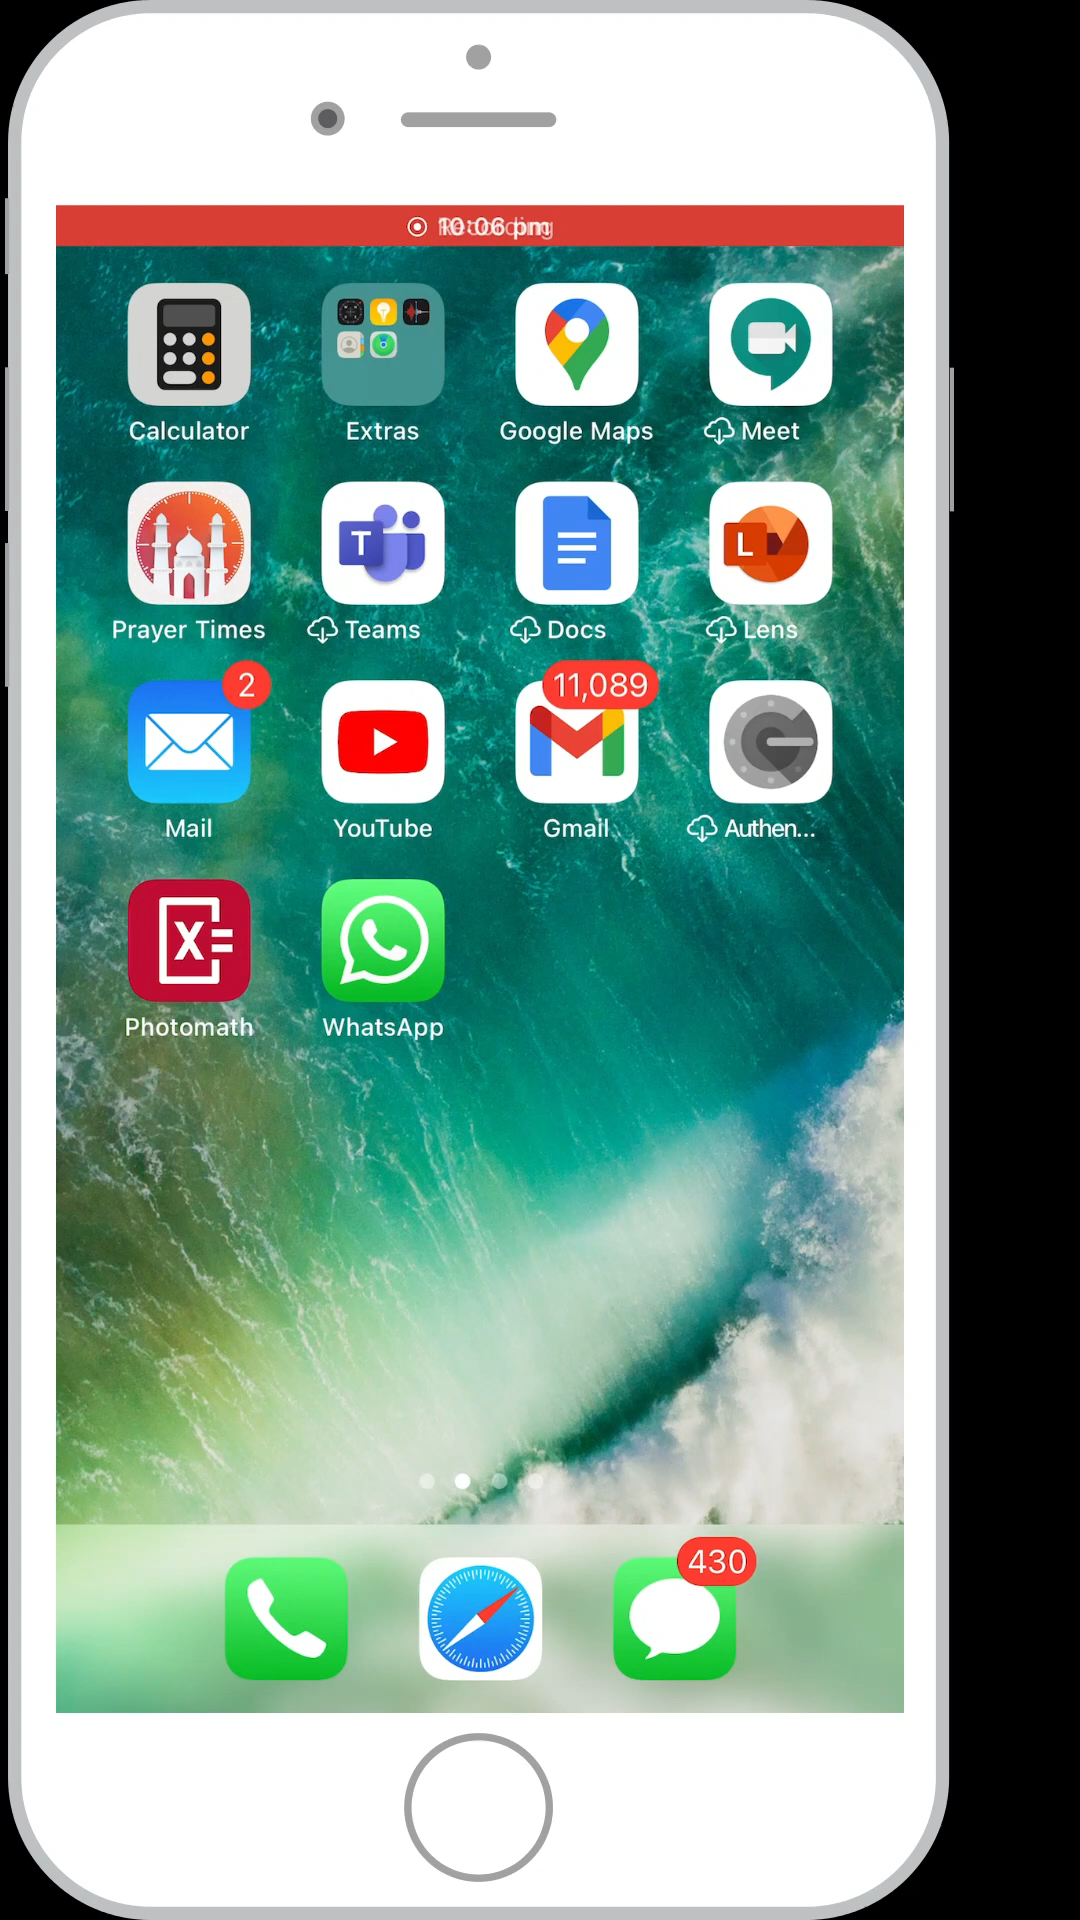 10:06 pm
Calculator
Extras
Google Maps
Meet
Prayer Times
T
Teams
Docs
L
Lens
2
11,089
Mail
YouTube
Gmail
Authen...
X
Photomath
WhatsApp
430